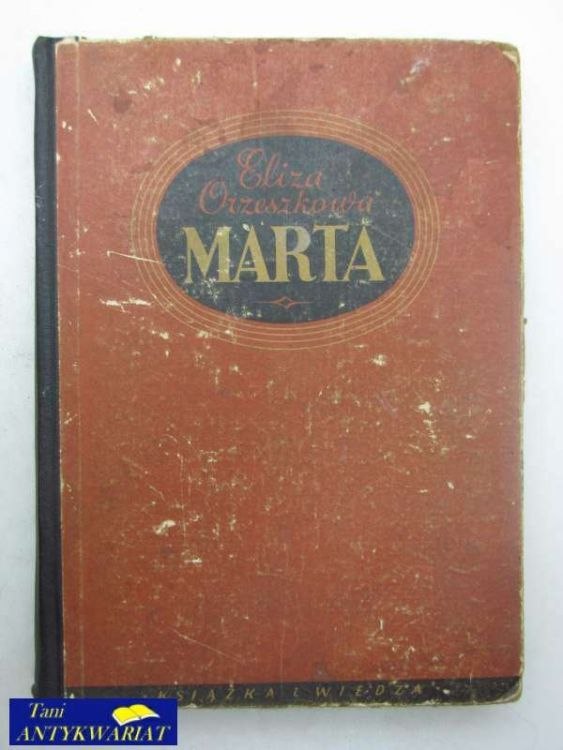 Eliza
Orzeszkowa
MARTA
KSIĄŻKA I WIEDZA
Tani
ANTYKWARIAT